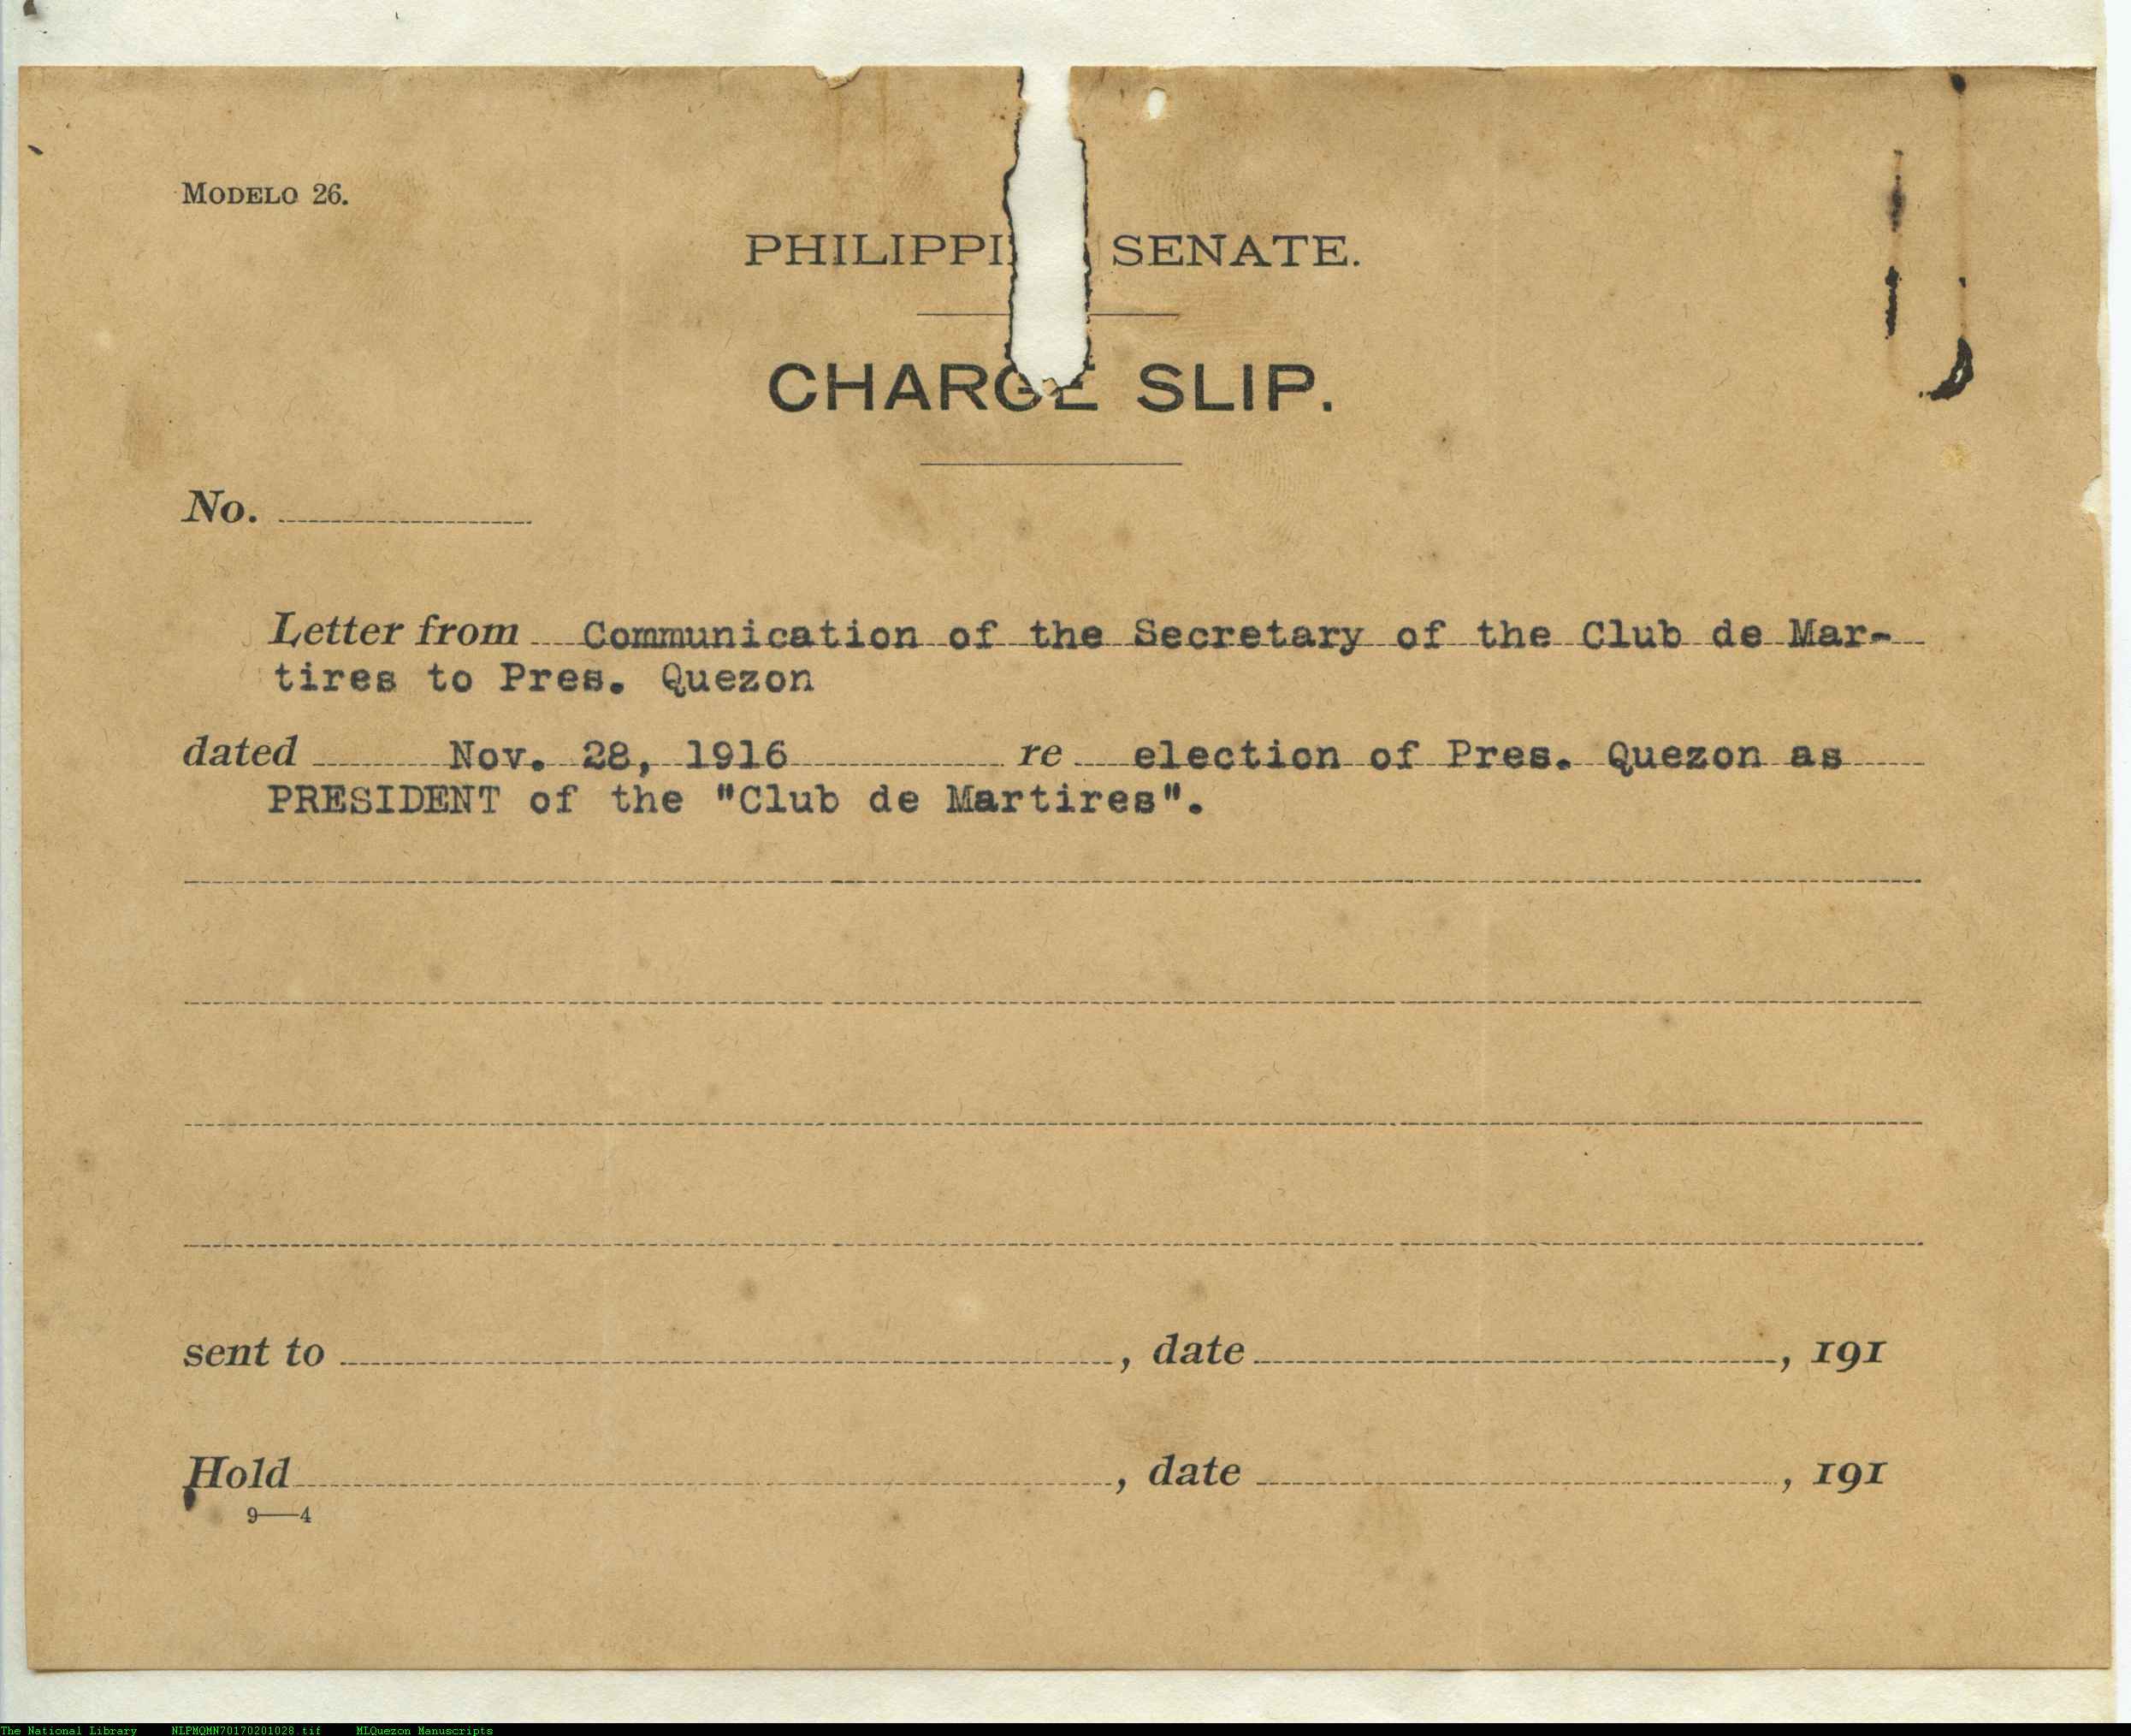 MODELO 26.
PHILIPPI SENATE.
CHARGE SLIP.
No.
Letter from Communication of the Secretary of the Club de Mar-
tires to Pres. Quezon
dated Nov. 28, 1916 re election of Pres. Quezon as
PRESIDENT of the "Club de Martires".
sent to , date , 191
Hold , date , 191
9—4
The National Library NLPMQMN70170201028.tif MLQuezon Manuscripts